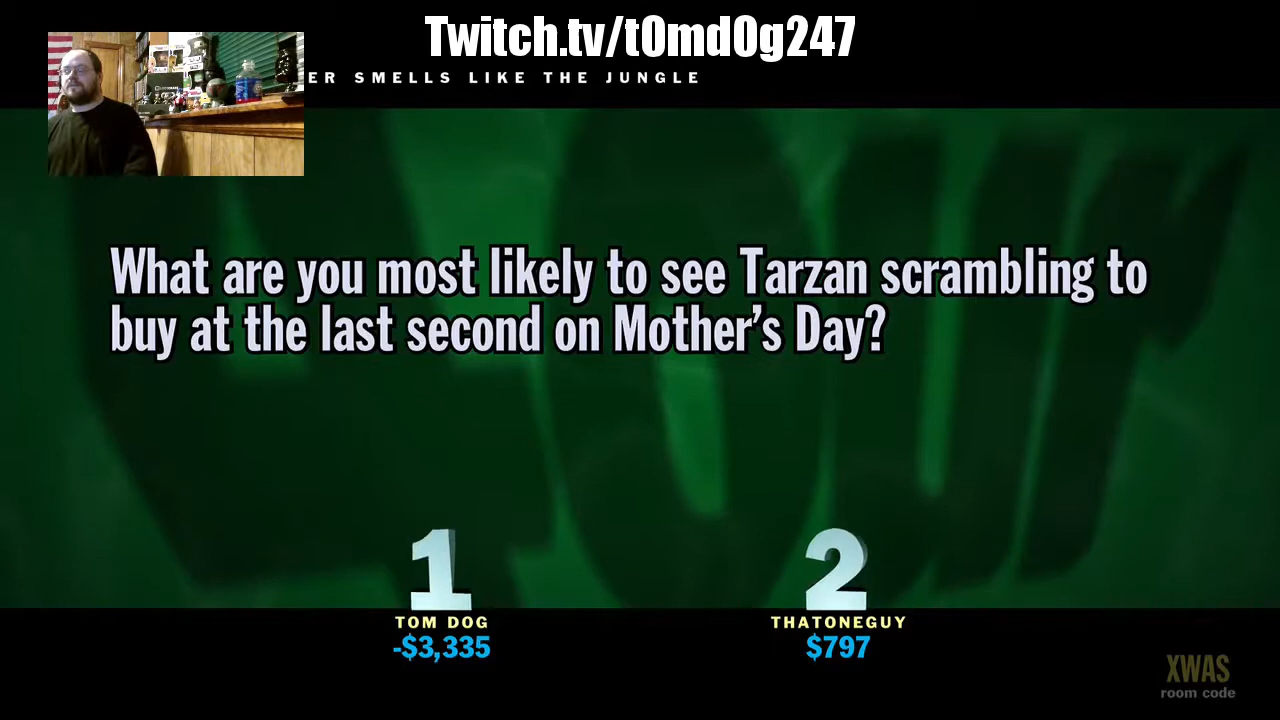 Twitch.tv/t0md0g247
ER SMELLS LIKE THE JUNGLE
What are you most likely to see Tarzan scrambling to
buy at the last second on Mother's Day?
1
2
TOM DOG
THATONEGUY
-$3,335
$797
XWAS
room code